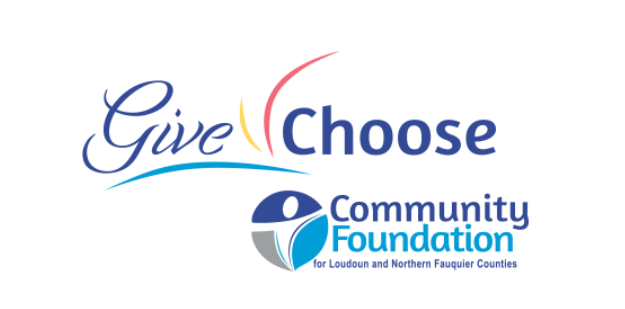 Give Choose
Community
Foundation
for Loudoun and Northern Fauquier Counties